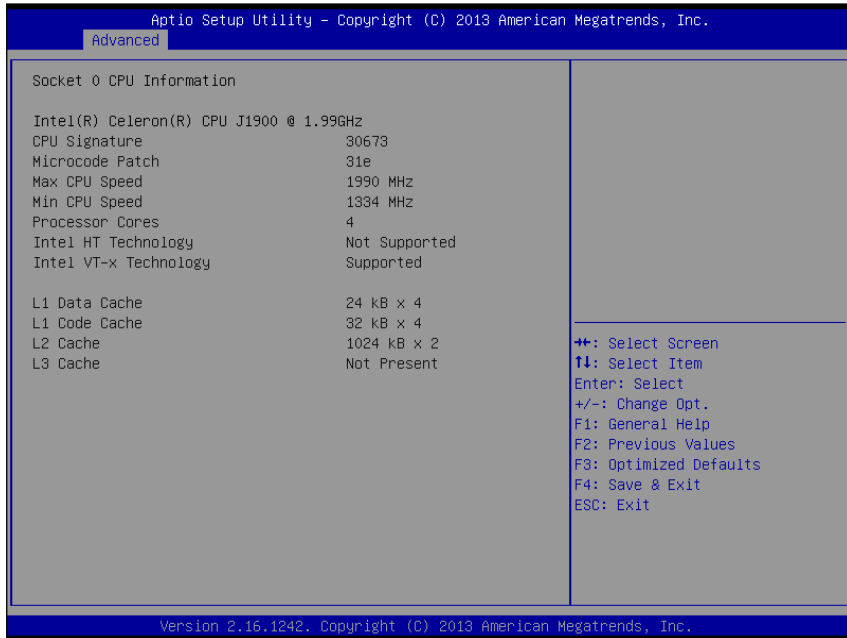 Aptio Setup Utility – Copyright (C) 2013 American Megatrends, Inc.
Advanced
Socket 0 CPU Information
Intel(R) Celeron(R) CPU J1900 @ 1.99GHz
CPU Signature 30673
Microcode Patch 31e
Max CPU Speed 1990 MHz
Min CPU Speed 1334 MHz
Processor Cores 4
Intel HT Technology Not Supported
Intel VT-x Technology Supported
L1 Data Cache 24 kB x 4
L1 Code Cache 32 kB x 4
L2 Cache 1024 kB x 2
L3 Cache Not Present
→←: Select Screen
↑↓: Select Item
Enter: Select
+/-: Change Opt.
F1: General Help
F2: Previous Values
F3: Optimized Defaults
F4: Save & Exit
ESC: Exit
Version 2.16.1242. Copyright (C) 2013 American Megatrends, Inc.